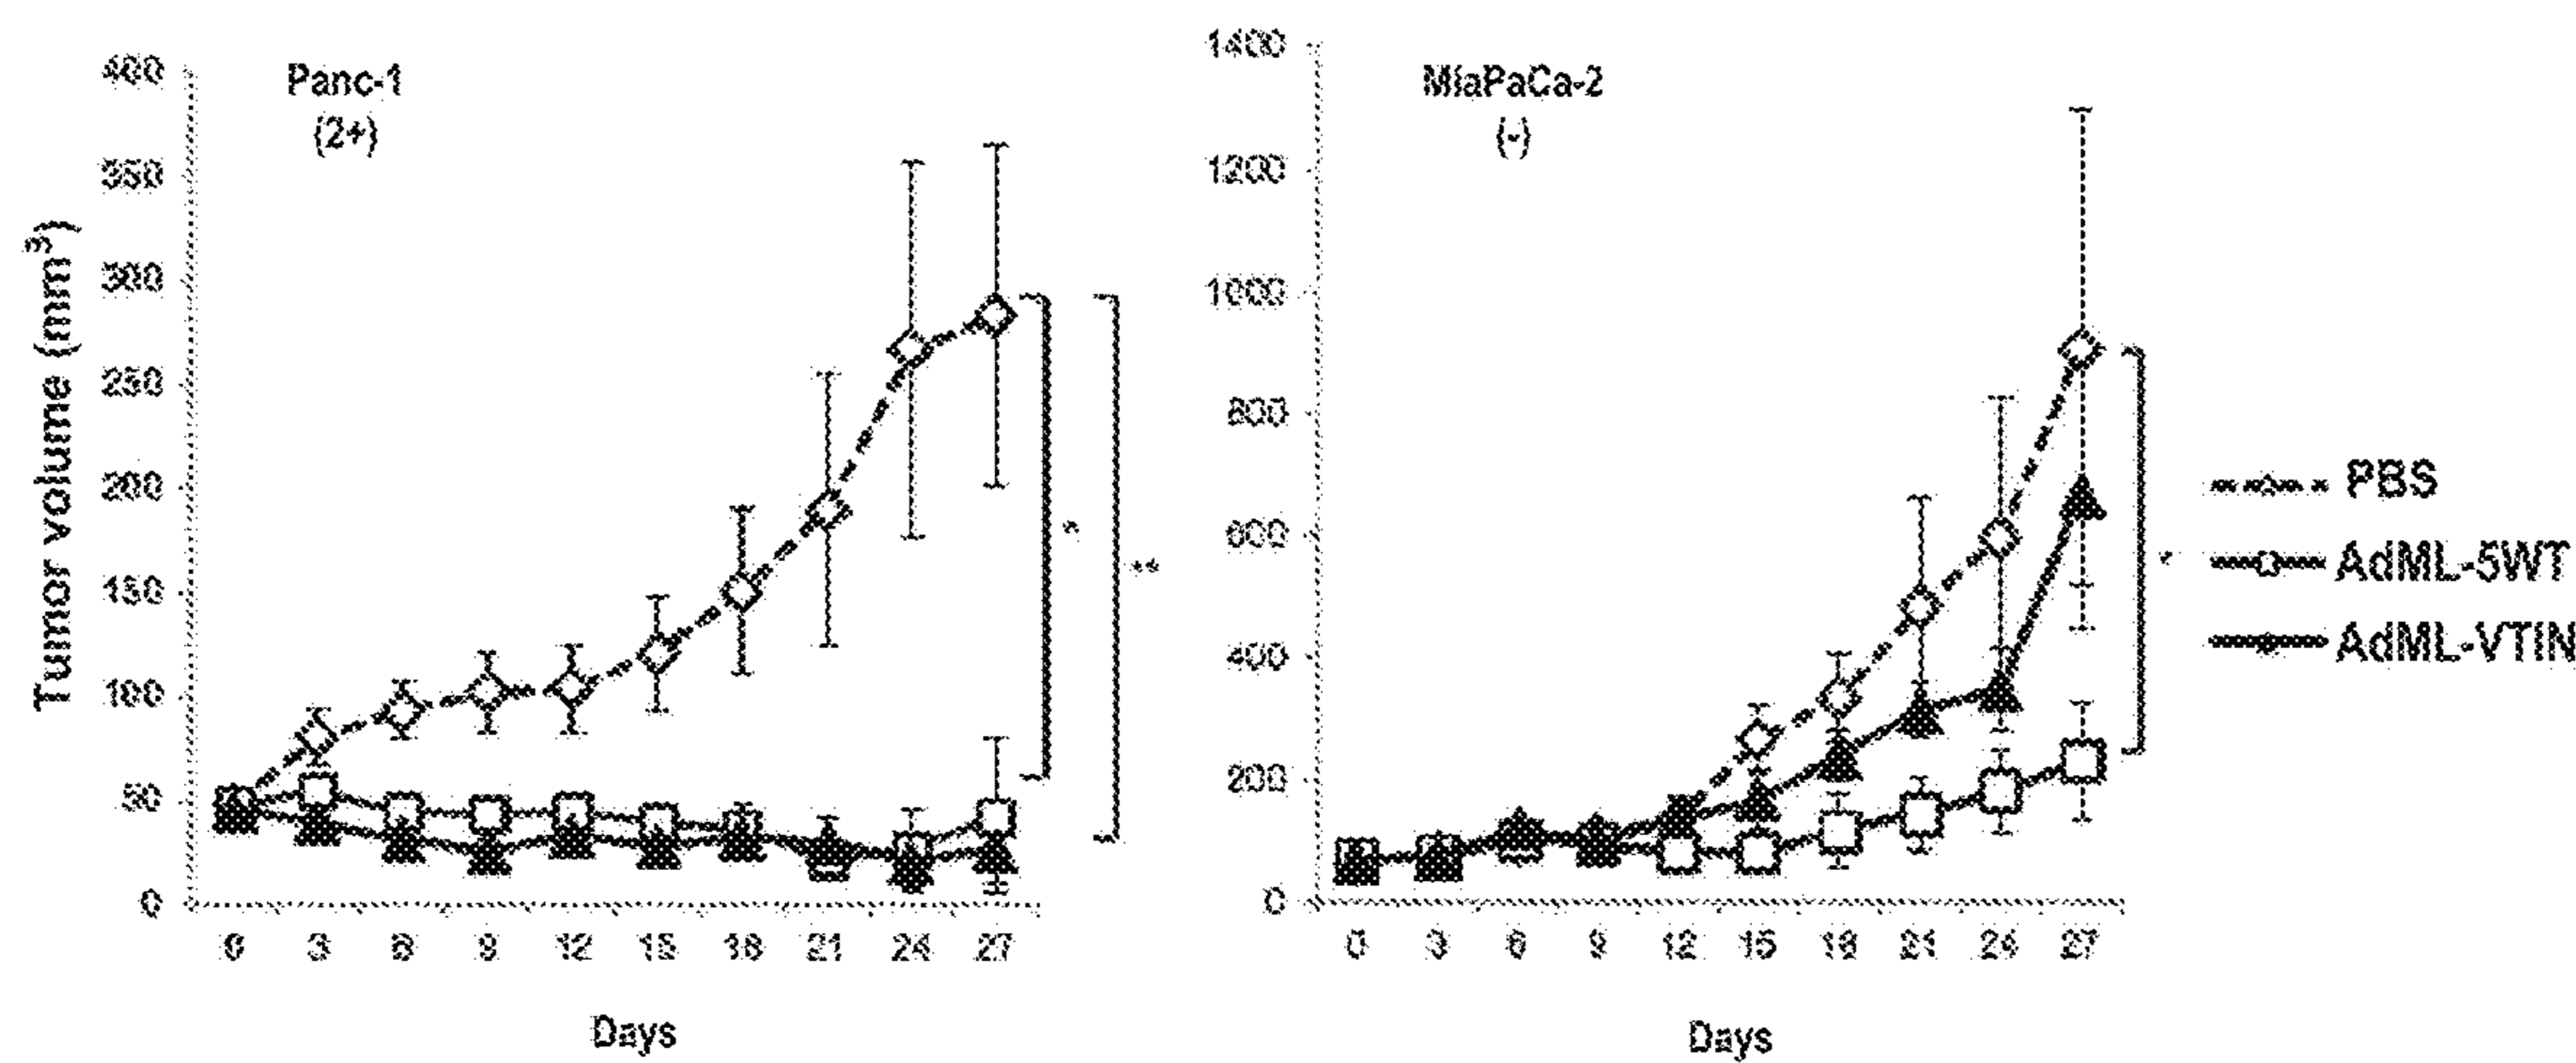 Panc-1
(2+)
Tumor volume (mm³)
400
350
300
250
200
150
100
50
0
0 3 6 9 12 15 18 21 24 27
Days
*
**
MiaPaCa-2
(-)
1400
1200
1000
800
600
400
200
0
0 3 6 9 12 15 18 21 24 27
Days
*
PBS
AdML-5WT
AdML-VTIN